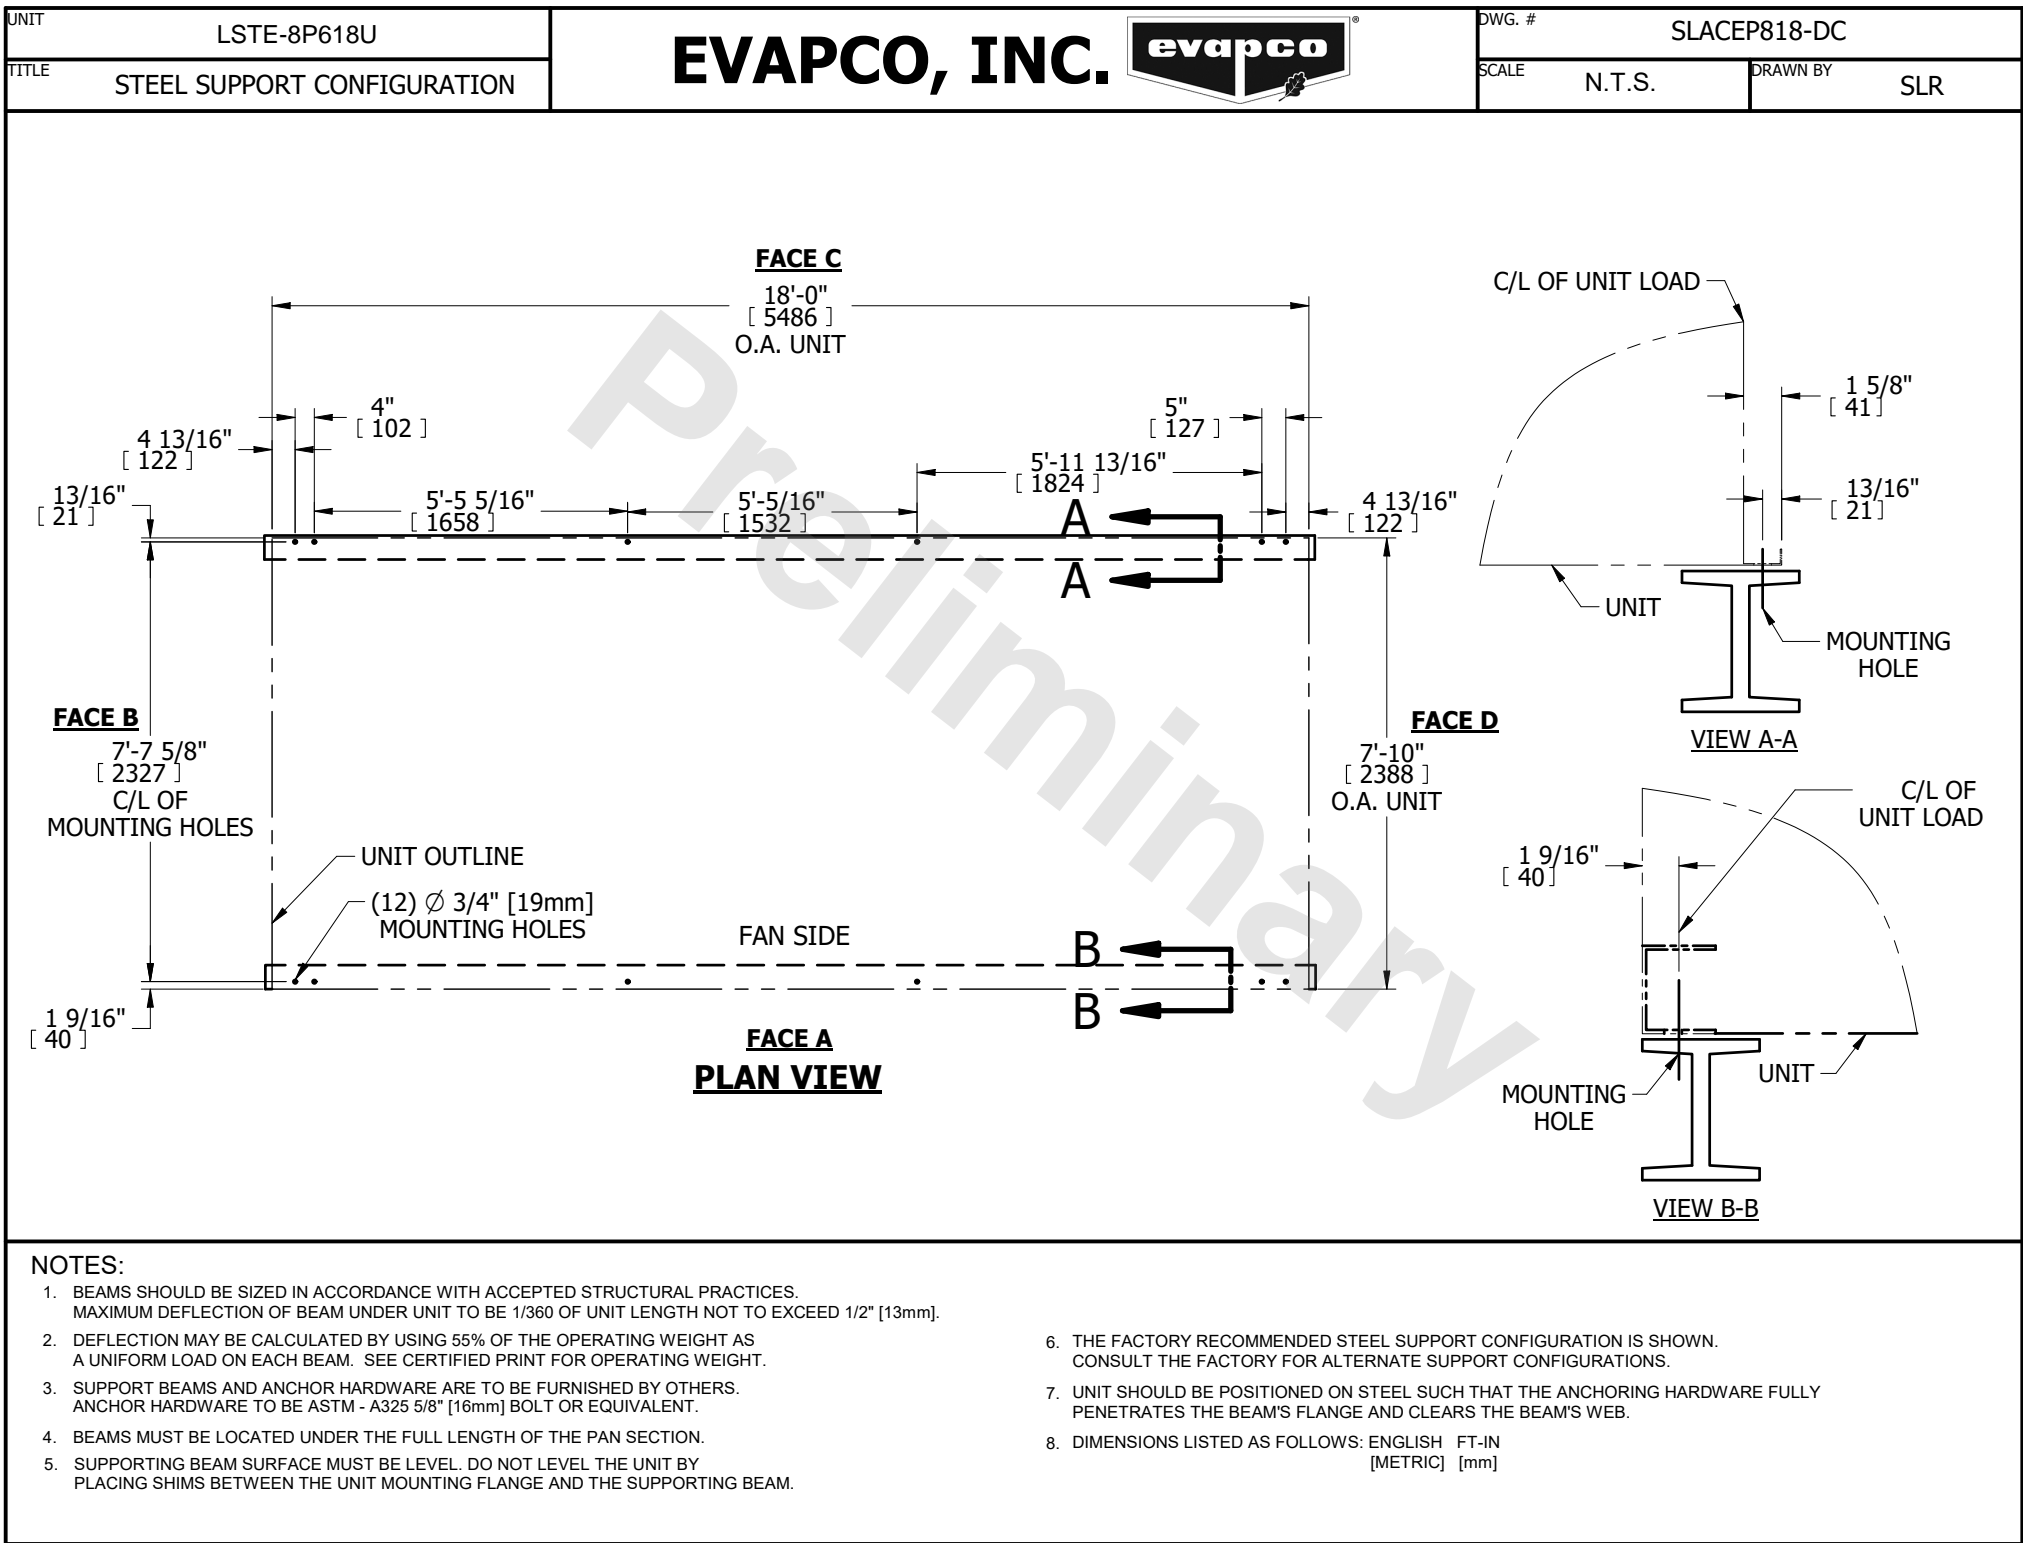 UNIT
LSTE-8P618U
TITLE
STEEL SUPPORT CONFIGURATION
EVAPCO, INC.
evapco
®
DWG. #
SLACEP818-DC
SCALE
N.T.S.
DRAWN BY
SLR
FACE C
18'-0"
[ 5486 ]
O.A. UNIT
4"
[ 102 ]
5"
[ 127 ]
4 13/16"
[ 122 ]
5'-11 13/16"
[ 1824 ]
13/16"
[ 21 ]
5'-5 5/16"
[ 1658 ]
5'-5/16"
[ 1532 ]
4 13/16"
[ 122 ]
A
A
FACE B
7'-7 5/8"
[ 2327 ]
C/L OF
MOUNTING HOLES
FACE D
7'-10"
[ 2388 ]
O.A. UNIT
UNIT OUTLINE
(12) ∅ 3/4" [19mm]
MOUNTING HOLES
FAN SIDE
B
B
1 9/16"
[ 40 ]
FACE A
PLAN VIEW
Preliminary
C/L OF UNIT LOAD
1 5/8"
[ 41 ]
13/16"
[ 21 ]
UNIT
MOUNTING
HOLE
VIEW A-A
C/L OF
UNIT LOAD
1 9/16"
[ 40 ]
UNIT
MOUNTING
HOLE
VIEW B-B
NOTES:
1. BEAMS SHOULD BE SIZED IN ACCORDANCE WITH ACCEPTED STRUCTURAL PRACTICES.
MAXIMUM DEFLECTION OF BEAM UNDER UNIT TO BE 1/360 OF UNIT LENGTH NOT TO EXCEED 1/2" [13mm].
2. DEFLECTION MAY BE CALCULATED BY USING 55% OF THE OPERATING WEIGHT AS
A UNIFORM LOAD ON EACH BEAM. SEE CERTIFIED PRINT FOR OPERATING WEIGHT.
3. SUPPORT BEAMS AND ANCHOR HARDWARE ARE TO BE FURNISHED BY OTHERS.
ANCHOR HARDWARE TO BE ASTM - A325 5/8" [16mm] BOLT OR EQUIVALENT.
4. BEAMS MUST BE LOCATED UNDER THE FULL LENGTH OF THE PAN SECTION.
5. SUPPORTING BEAM SURFACE MUST BE LEVEL. DO NOT LEVEL THE UNIT BY
PLACING SHIMS BETWEEN THE UNIT MOUNTING FLANGE AND THE SUPPORTING BEAM.
6. THE FACTORY RECOMMENDED STEEL SUPPORT CONFIGURATION IS SHOWN.
CONSULT THE FACTORY FOR ALTERNATE SUPPORT CONFIGURATIONS.
7. UNIT SHOULD BE POSITIONED ON STEEL SUCH THAT THE ANCHORING HARDWARE FULLY
PENETRATES THE BEAM'S FLANGE AND CLEARS THE BEAM'S WEB.
8. DIMENSIONS LISTED AS FOLLOWS: ENGLISH FT-IN
[METRIC] [mm]